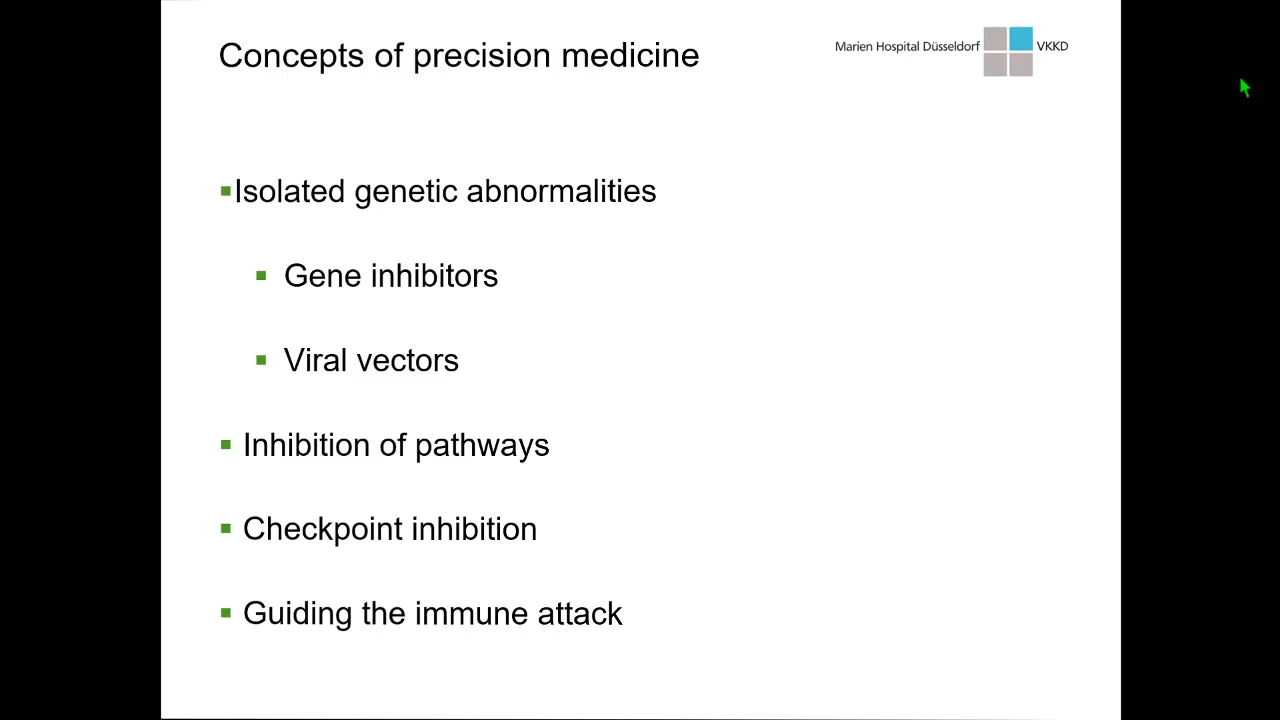 Concepts of precision medicine
Marien Hospital Düsseldorf VKKD
Isolated genetic abnormalities
Gene inhibitors
Viral vectors
Inhibition of pathways
Checkpoint inhibition
Guiding the immune attack